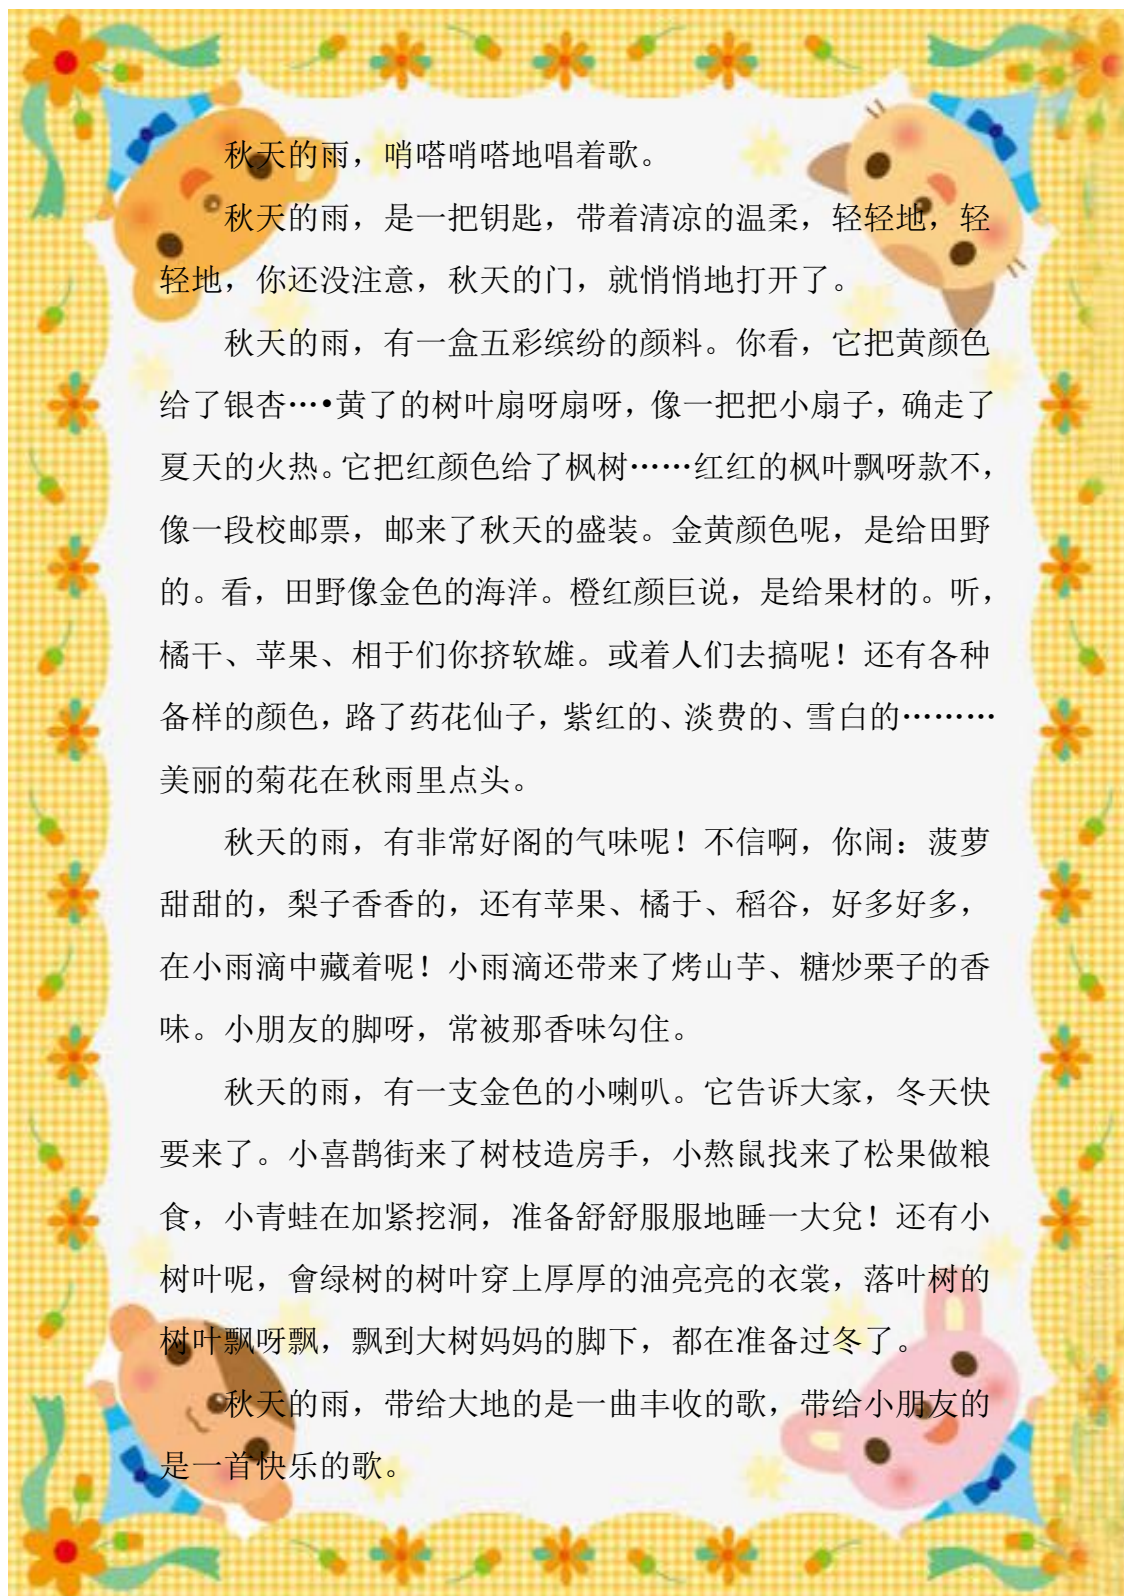 秋天的雨，哨嗒哨嗒地唱着歌。
秋天的雨，是一把钥匙，带着清凉的温柔，轻轻地，轻
轻地，你还没注意，秋天的门，就悄悄地打开了。
秋天的雨，有一盒五彩缤纷的颜料。你看，它把黄颜色
给了银杏…•黄了的树叶扇呀扇呀，像一把把小扇子，确走了
夏天的火热。它把红颜色给了枫树……红红的枫叶飘呀款不，
像一段校邮票，邮来了秋天的盛装。金黄颜色呢，是给田野
的。看，田野像金色的海洋。橙红颜巨说，是给果材的。听，
橘干、苹果、相于们你挤软雄。或着人们去搞呢！还有各种
备样的颜色，路了药花仙子，紫红的、淡费的、雪白的………
美丽的菊花在秋雨里点头。
秋天的雨，有非常好阁的气味呢！不信啊，你闹：菠萝
甜甜的，梨子香香的，还有苹果、橘于、稻谷，好多好多，
在小雨滴中藏着呢！小雨滴还带来了烤山芋、糖炒栗子的香
味。小朋友的脚呀，常被那香味勾住。
秋天的雨，有一支金色的小喇叭。它告诉大家，冬天快
要来了。小喜鹊街来了树枝造房手，小熬鼠找来了松果做粮
食，小青蛙在加紧挖洞，准备舒舒服服地睡一大兌！还有小
树叶呢，會绿树的树叶穿上厚厚的油亮亮的衣裳，落叶树的
树叶飘呀飘，飘到大树妈妈的脚下，都在准备过冬了。
秋天的雨，带给大地的是一曲丰收的歌，带给小朋友的
是一首快乐的歌。